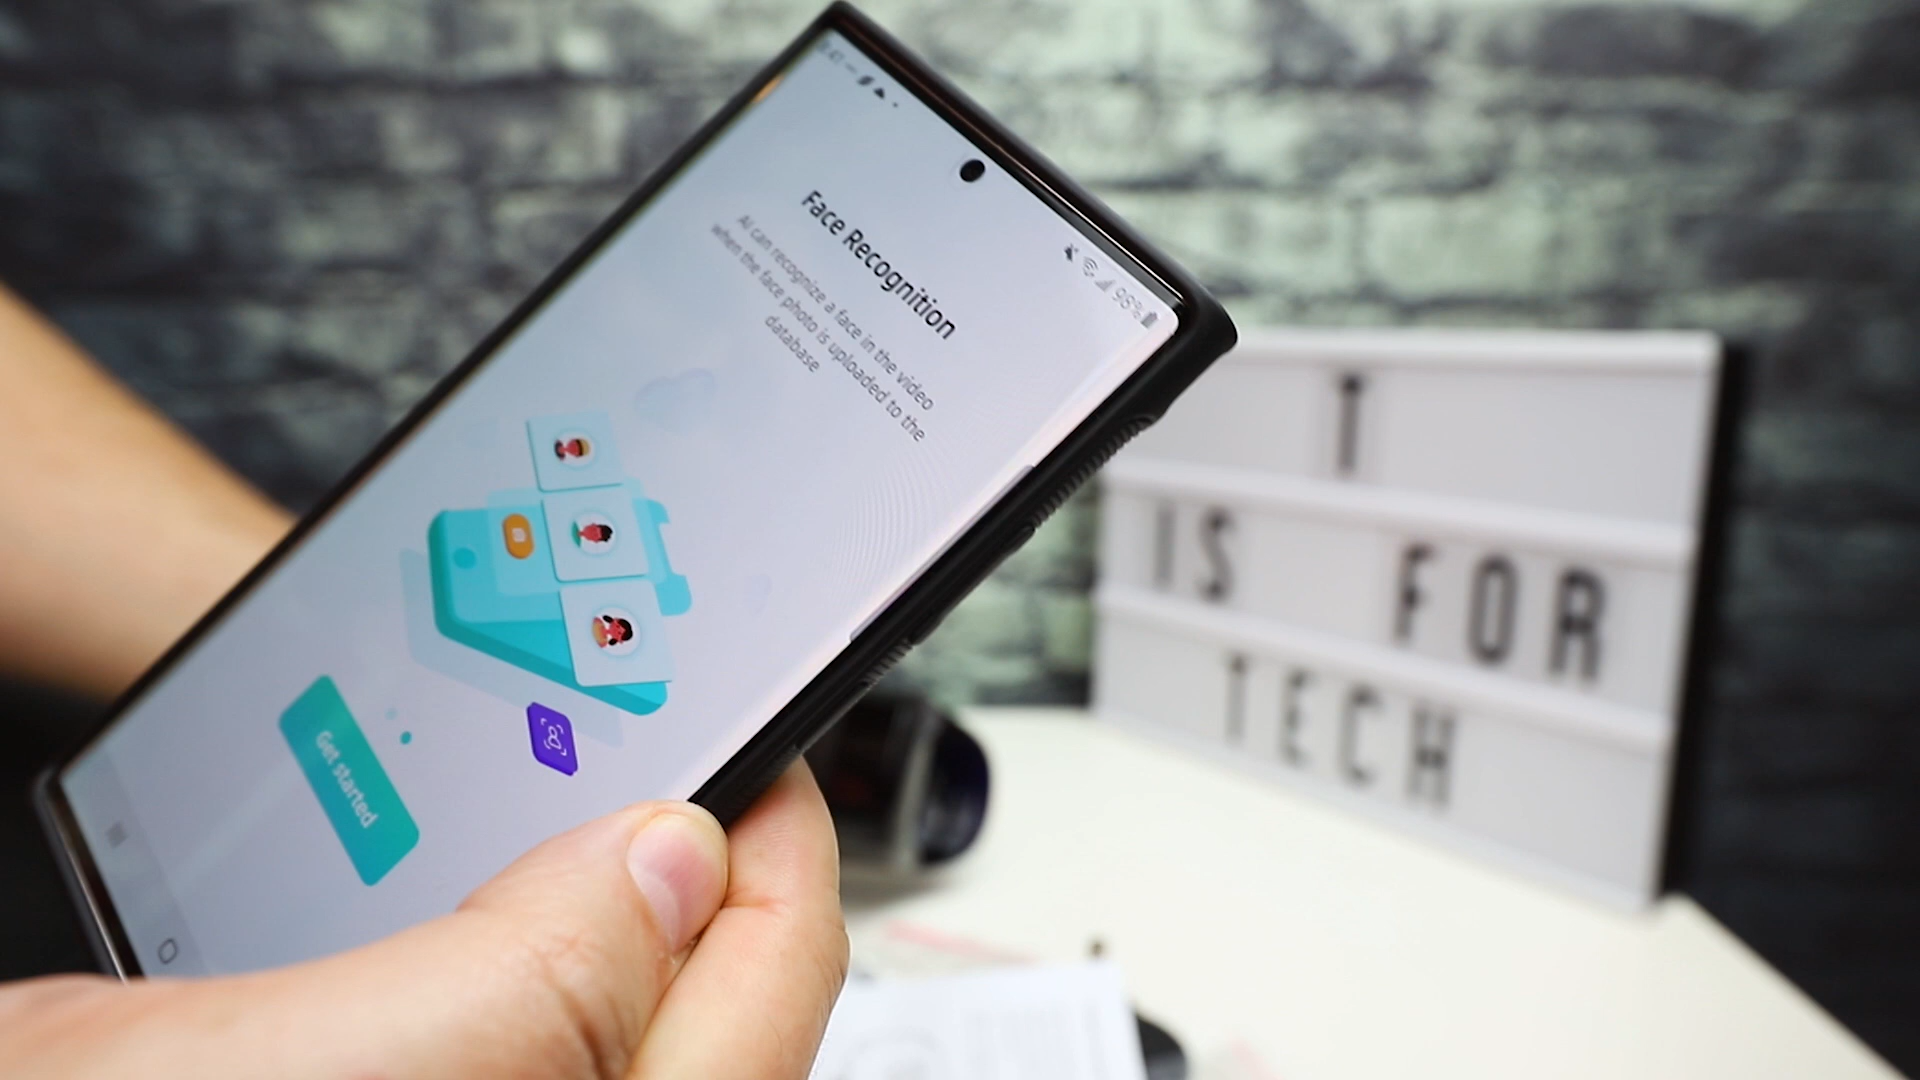 98%
Face Recognition
AI can recognize a face in the video
when the face photo is uploaded to the
database
Get started
T
IS FOR
TECH